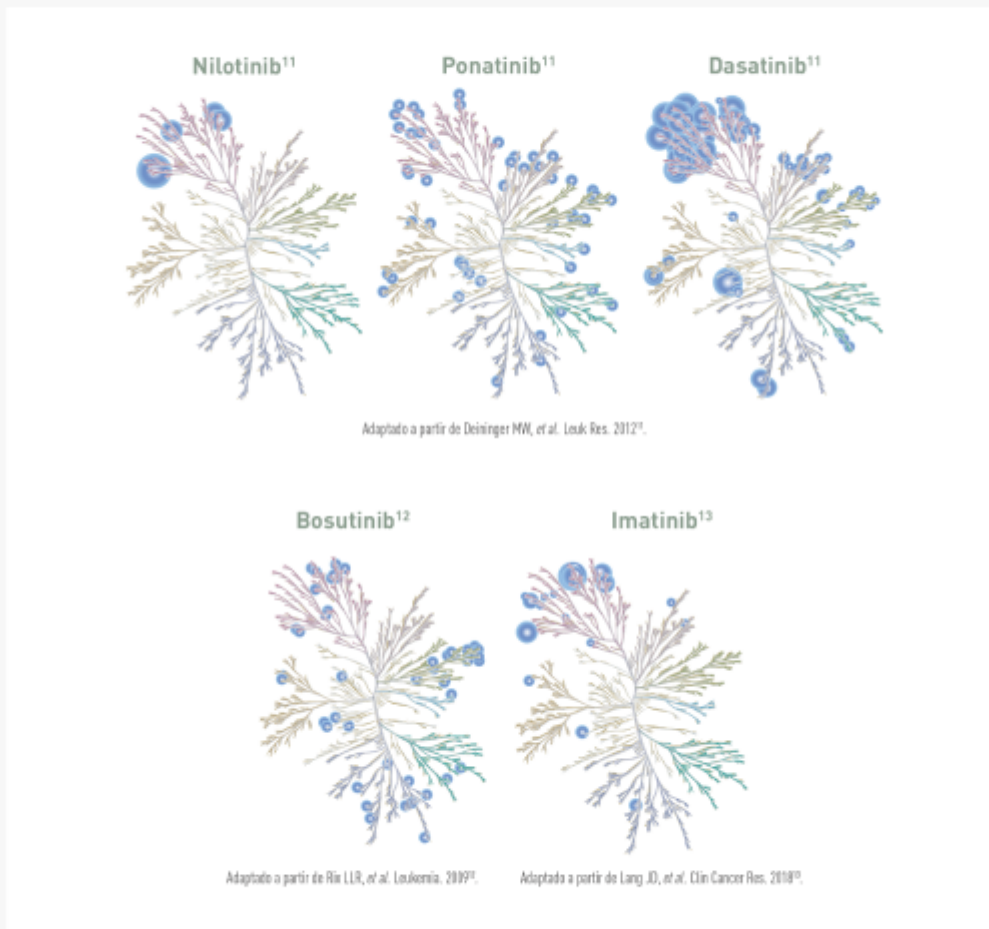 Nilotinib¹¹ Ponatinib¹¹ Dasatinib¹¹
Adaptado a partir de Deininger MW, et al. Leuk Res. 2012¹¹.
Bosutinib¹² Imatinib¹³
Adaptado a partir de Rix LLR, et al. Leukemia. 2009¹².
Adaptado a partir de Lang JD, et al. Clin Cancer Res. 2018¹³.